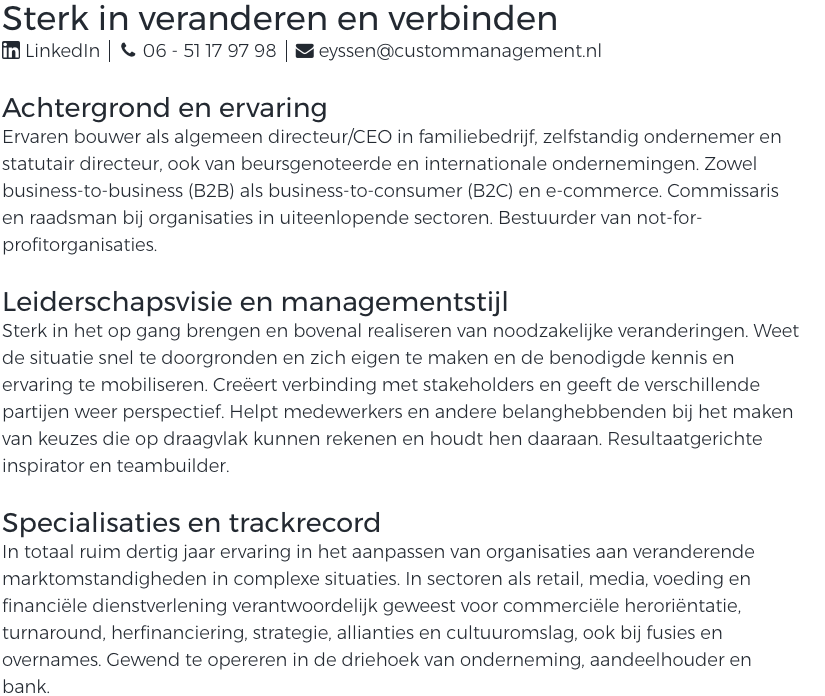 Sterk in veranderen en verbinden
LinkedIn | 06 - 51 17 97 98 | eyssen@custommanagement.nl
Achtergrond en ervaring
Ervaren bouwer als algemeen directeur/CEO in familiebedrijf, zelfstandig ondernemer en
statutair directeur, ook van beursgenoteerde en internationale ondernemingen. Zowel
business-to-business (B2B) als business-to-consumer (B2C) en e-commerce. Commissaris
en raadsman bij organisaties in uiteenlopende sectoren. Bestuurder van not-for-
profitorganisaties.
Leiderschapsvisie en managementstijl
Sterk in het op gang brengen en bovenal realiseren van noodzakelijke veranderingen. Weet
de situatie snel te doorgronden en zich eigen te maken en de benodigde kennis en
ervaring te mobiliseren. Creëert verbinding met stakeholders en geeft de verschillende
partijen weer perspectief. Helpt medewerkers en andere belanghebbenden bij het maken
van keuzes die op draagvlak kunnen rekenen en houdt hen daaraan. Resultaatgerichte
inspirator en teambuilder.
Specialisaties en trackrecord
In totaal ruim dertig jaar ervaring in het aanpassen van organisaties aan veranderende
marktomstandigheden in complexe situaties. In sectoren als retail, media, voeding en
financiële dienstverlening verantwoordelijk geweest voor commerciële heroriëntatie,
turnaround, herfinanciering, strategie, allianties en cultuuromslag, ook bij fusies en
overnames. Gewend te opereren in de driehoek van onderneming, aandeelhouder en
bank.